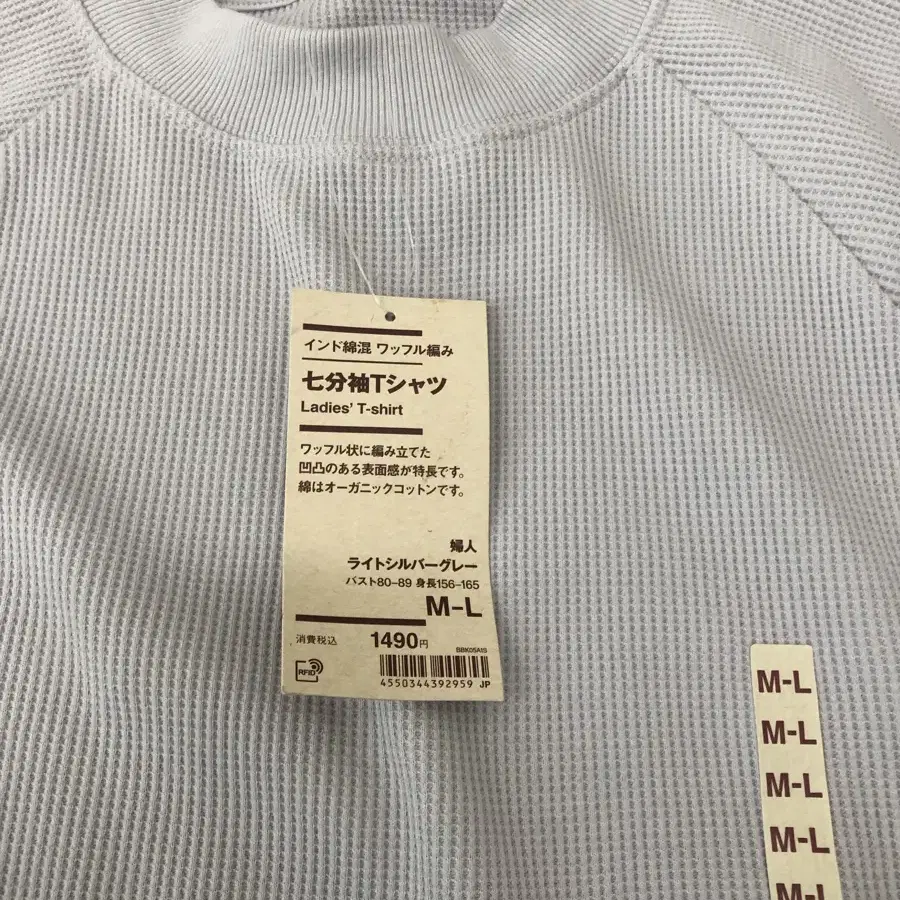 インド綿混 ワッフル編み
七分袖Tシャツ
Ladies' T-shirt
ワッフル状に編み立てた
凹凸のある表面感が特長です。
綿はオーガニックコットンです。
婦人
ライトシルバーグレー
バスト80–89 身長156–165
M–L
消費税込 1490円
BBK05A1S
RFID
4550344392959 JP
M-L
M-L
M-L
M-L
M-L